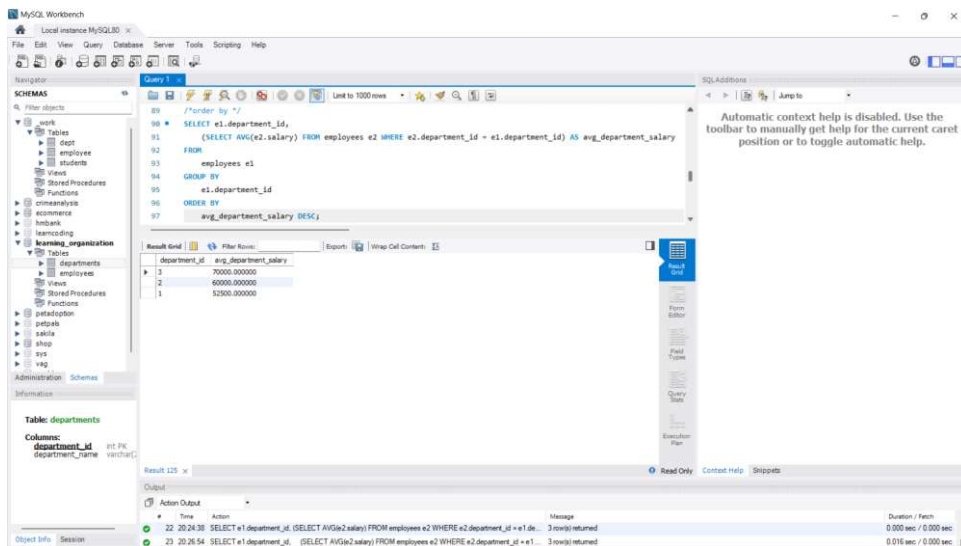 MySQL Workbench
Local instance MySQL80 ×
File Edit View Query Database Server Tools Scripting Help
Navigator
SCHEMAS
Filter objects
_work
Tables
dept
employee
students
Views
Stored Procedures
Functions
crimeanalysis
ecommerce
hmbank
learncoding
learning_organization
Tables
departments
employees
Views
Stored Procedures
Functions
petadoption
petpals
sakila
shop
sys
vag
Administration Schemas
Information
Table: departments
Columns:
department_id int PK
department_name
Object Info Session
Query 1 ×
Limit to 1000 rows
89 /*order by */
90 SELECT e1.department_id,
91 (SELECT AVG(e2.salary) FROM employees e2 WHERE e2.department_id = e1.department_id) AS avg_department_salary
92 FROM
93 employees e1
94 GROUP BY
95 e1.department_id
96 ORDER BY
97 avg_department_salary DESC;
Result Grid Filter Rows: Export: Wrap Cell Content:
department_id avg_department_salary
3 70000.000000
2 60000.000000
1 52500.000000
Result Grid
Form Editor
Field Types
Query Stats
Execution Plan
Result 125 ×
Read Only
SQLAdditions
Jump to
Automatic context help is disabled. Use the
toolbar to manually get help for the current caret
position or to toggle automatic help.
Context Help Snippets
Output
Action Output
# Time Action Message Duration / Fetch
22 20:24:38 SELECT e1.department_id, (SELECT AVG(e2.salary) FROM employees e2 WHERE e2.department_id = e1.de... 3 row(s) returned 0.000 sec / 0.000 sec
23 20:26:54 SELECT e1.department_id, (SELECT AVG(e2.salary) FROM employees e2 WHERE e2.department_id = e1... 3 row(s) returned 0.016 sec / 0.000 sec